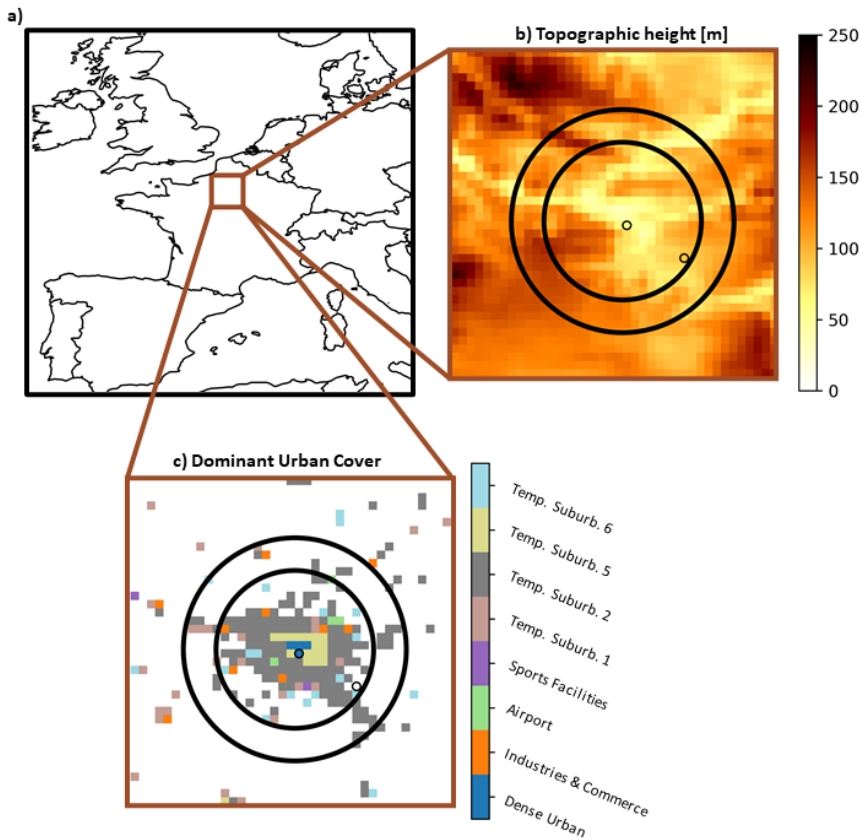 a)
b) Topographic height [m]
250
200
150
100
50
0
c) Dominant Urban Cover
Temp. Suburb. 6
Temp. Suburb. 5
Temp. Suburb. 2
Temp. Suburb. 1
Sports Facilities
Airport
Industries & Commerce
Dense Urban